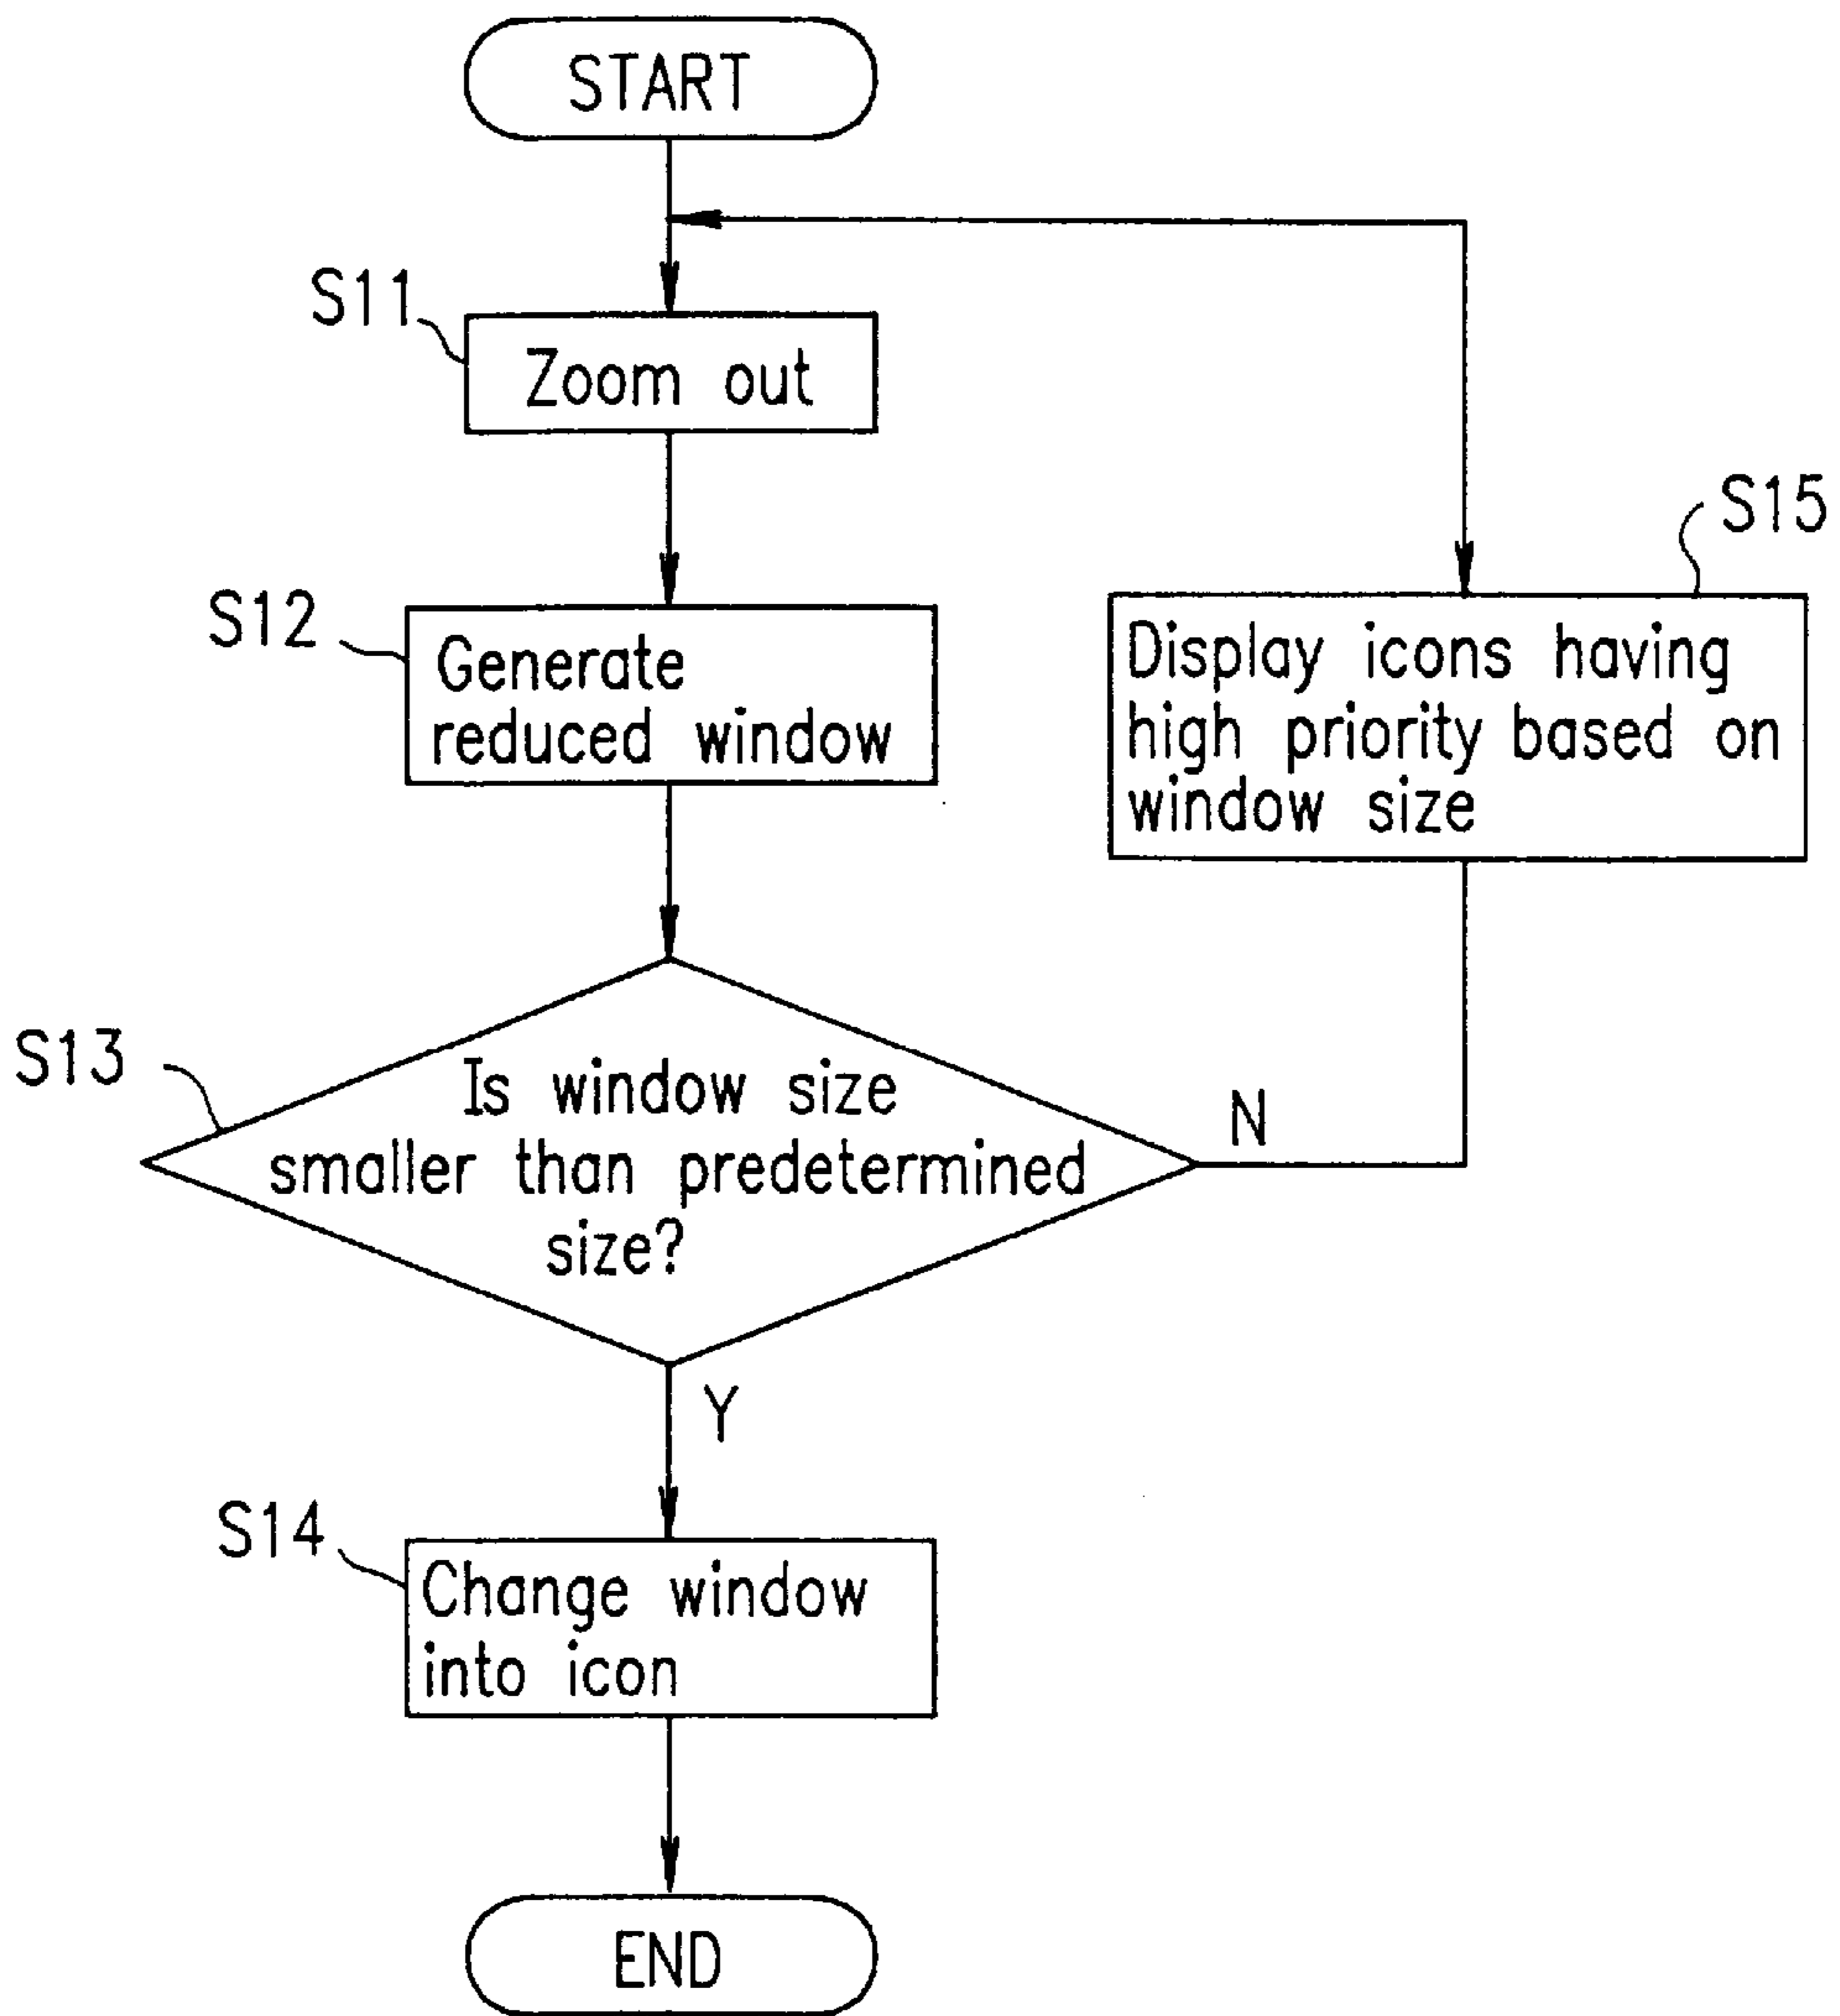 START
S11
Zoom out
S12
Generate
reduced window
S13
Is window size
smaller than predetermined
size?
N
Y
S15
Display icons having
high priority based on
window size
S14
Change window
into icon
END